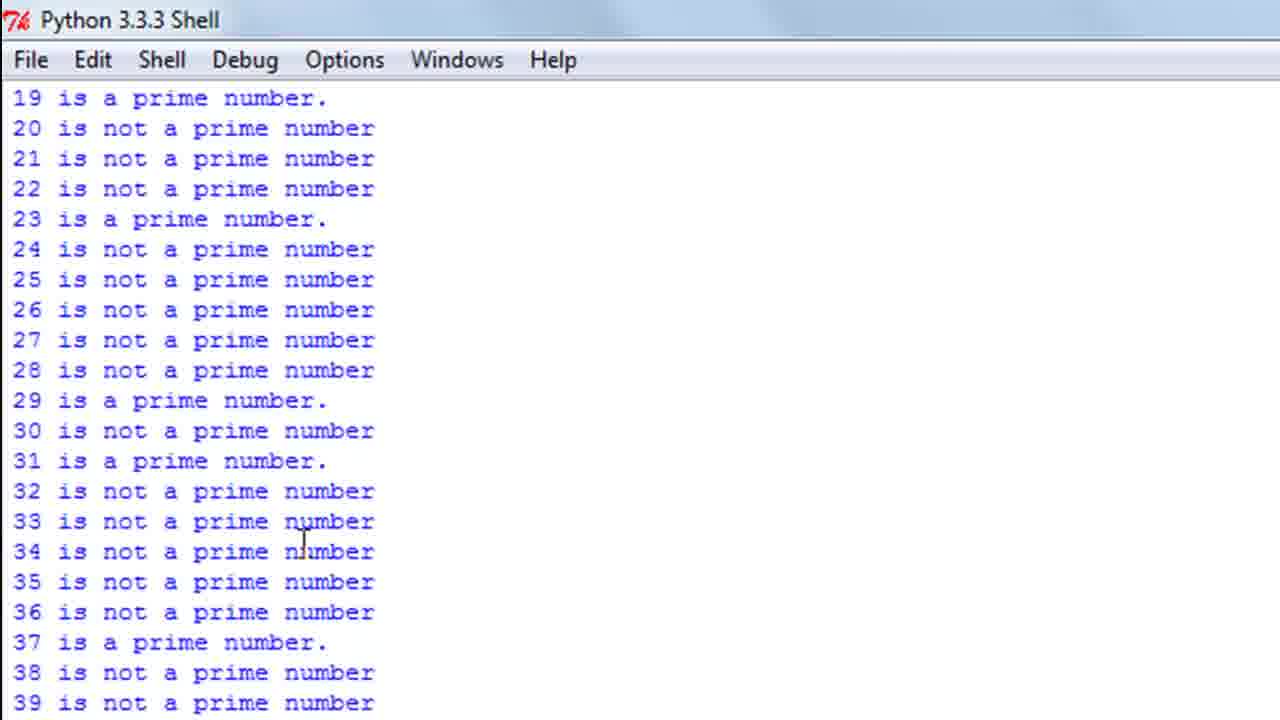 Python 3.3.3 Shell
File Edit Shell Debug Options Windows Help
19 is a prime number.
20 is not a prime number
21 is not a prime number
22 is not a prime number
23 is a prime number.
24 is not a prime number
25 is not a prime number
26 is not a prime number
27 is not a prime number
28 is not a prime number
29 is a prime number.
30 is not a prime number
31 is a prime number.
32 is not a prime number
33 is not a prime number
34 is not a prime number
35 is not a prime number
36 is not a prime number
37 is a prime number.
38 is not a prime number
39 is not a prime number